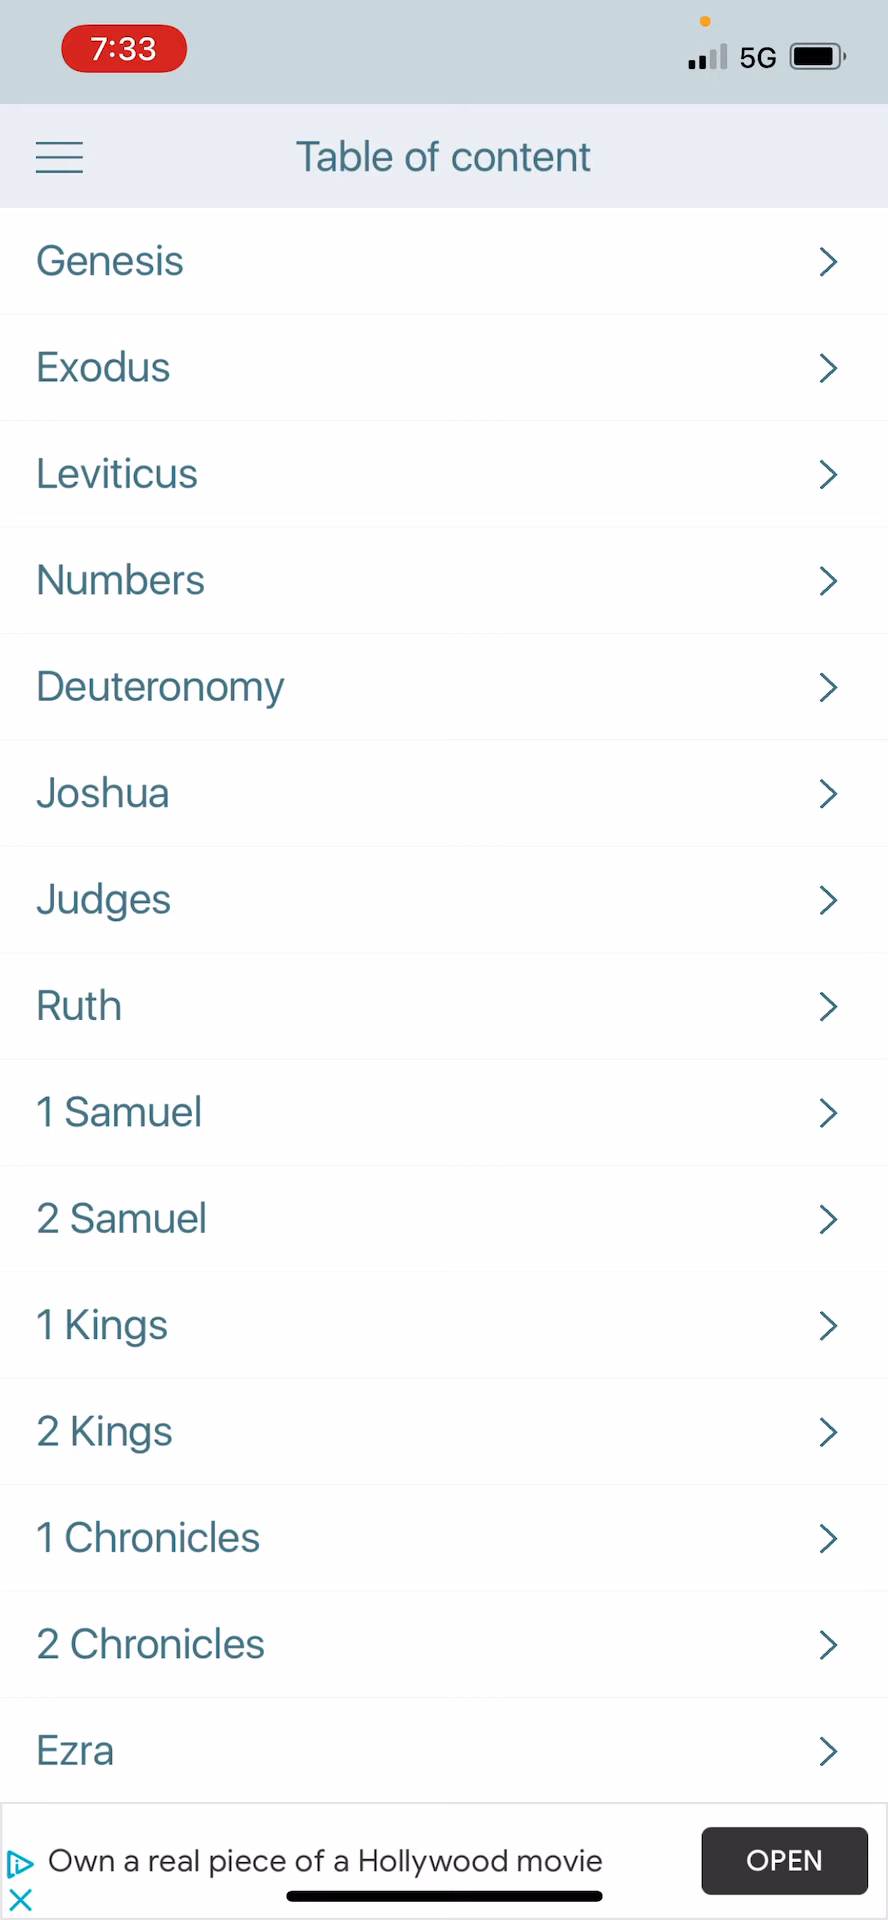 7:33
5G
Table of content
Genesis
Exodus
Leviticus
Numbers
Deuteronomy
Joshua
Judges
Ruth
1 Samuel
2 Samuel
1 Kings
2 Kings
1 Chronicles
2 Chronicles
Ezra
Own a real piece of a Hollywood movie
OPEN